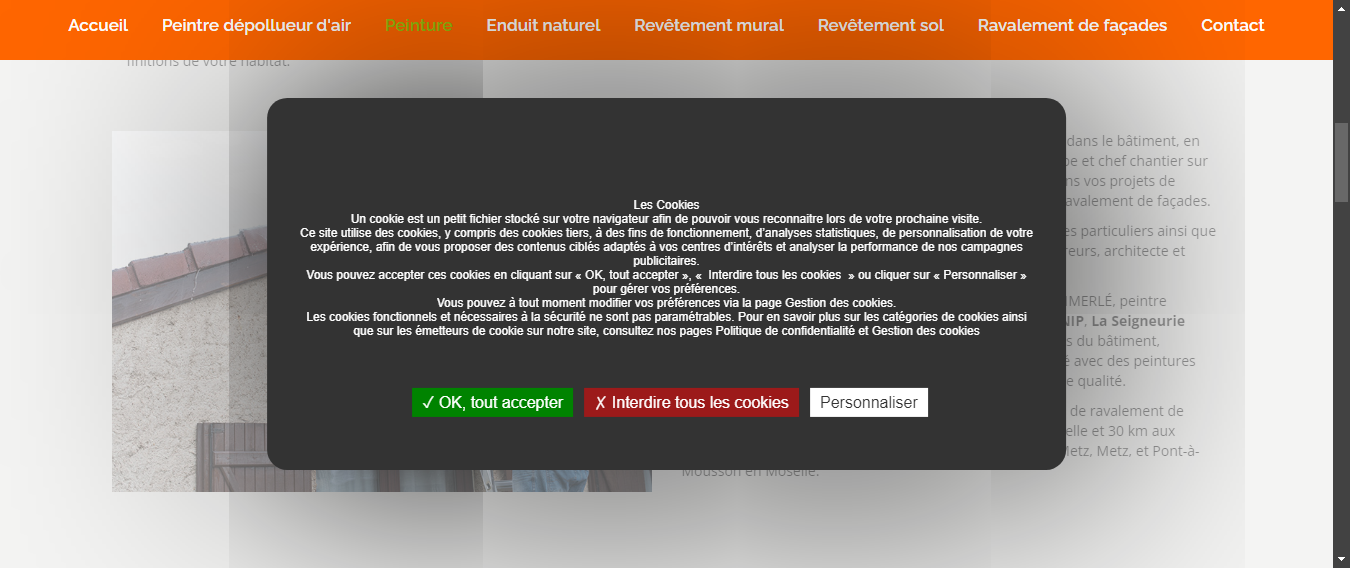 Accueil Peintre dépollueur d'air Peinture Enduit naturel Revêtement mural Revêtement sol Ravalement de façades Contact
finitions de votre habitat.
Les Cookies
Un cookie est un petit fichier stocké sur votre navigateur afin de pouvoir vous reconnaitre lors de votre prochaine visite.
Ce site utilise des cookies, y compris des cookies tiers, à des fins de fonctionnement, d'analyses statistiques, de personnalisation de votre
expérience, afin de vous proposer des contenus ciblés adaptés à vos centres d'intérêts et analyser la performance de nos campagnes
publicitaires.
Vous pouvez accepter ces cookies en cliquant sur « OK, tout accepter », « Interdire tous les cookies » ou cliquer sur « Personnaliser »
pour gérer vos préférences.
Vous pouvez à tout moment modifier vos préférences via la page Gestion des cookies.
Les cookies fonctionnels et nécessaires à la sécurité ne sont pas paramétrables. Pour en savoir plus sur les catégories de cookies ainsi
que sur les émetteurs de cookie sur notre site, consultez nos pages Politique de confidentialité et Gestion des cookies
✓ OK, tout accepter ✗ Interdire tous les cookies Personnaliser
dans le bâtiment, en
et chef chantier sur
vos projets de
ravalement de façades.
particuliers ainsi que
architecte et
peintre
La Seigneurie
du bâtiment,
avec des peintures
qualité.
de ravalement de
et 30 km aux
Metz, Metz, et Pont-à-
Mousson en Moselle.